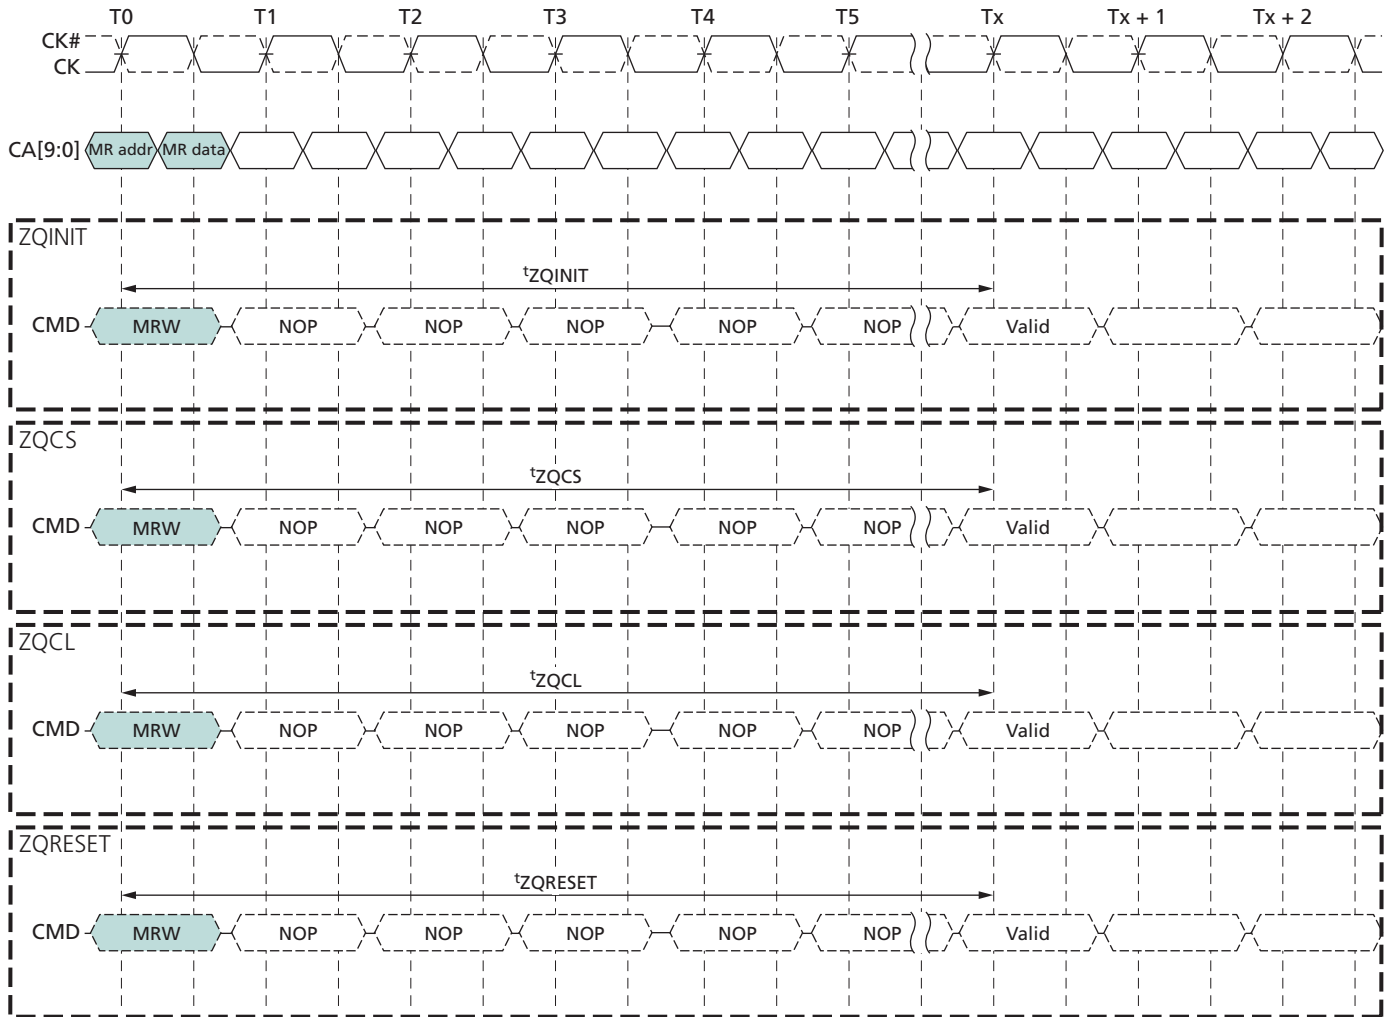 T0 T1 T2 T3 T4 T5 Tx Tx + 1 Tx + 2
CK#
CK
CA[9:0] MR addr MR data
ZQINIT
tZQINIT
CMD MRW NOP NOP NOP NOP NOP Valid
ZQCS
tZQCS
CMD MRW NOP NOP NOP NOP NOP Valid
ZQCL
tZQCL
CMD MRW NOP NOP NOP NOP NOP Valid
ZQRESET
tZQRESET
CMD MRW NOP NOP NOP NOP NOP Valid